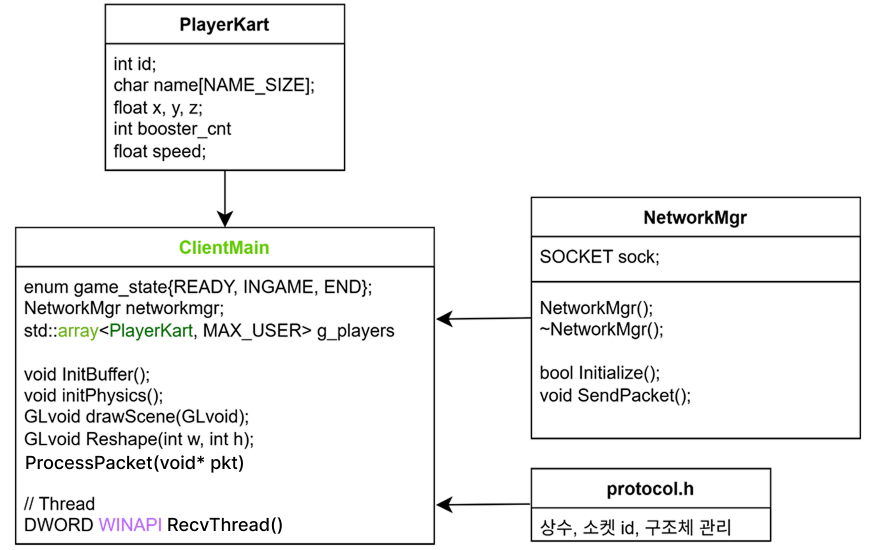 PlayerKart
int id;
char name[NAME_SIZE];
float x, y, z;
int booster_cnt
float speed;
ClientMain
enum game_state{READY, INGAME, END};
NetworkMgr networkmgr;
std::array<PlayerKart, MAX_USER> g_players
void InitBuffer();
void initPhysics();
GLvoid drawScene(GLvoid);
GLvoid Reshape(int w, int h);
ProcessPacket(void* pkt)
// Thread
DWORD WINAPI RecvThread()
NetworkMgr
SOCKET sock;
NetworkMgr();
~NetworkMgr();
bool Initialize();
void SendPacket();
protocol.h
상수, 소켓 id, 구조체 관리